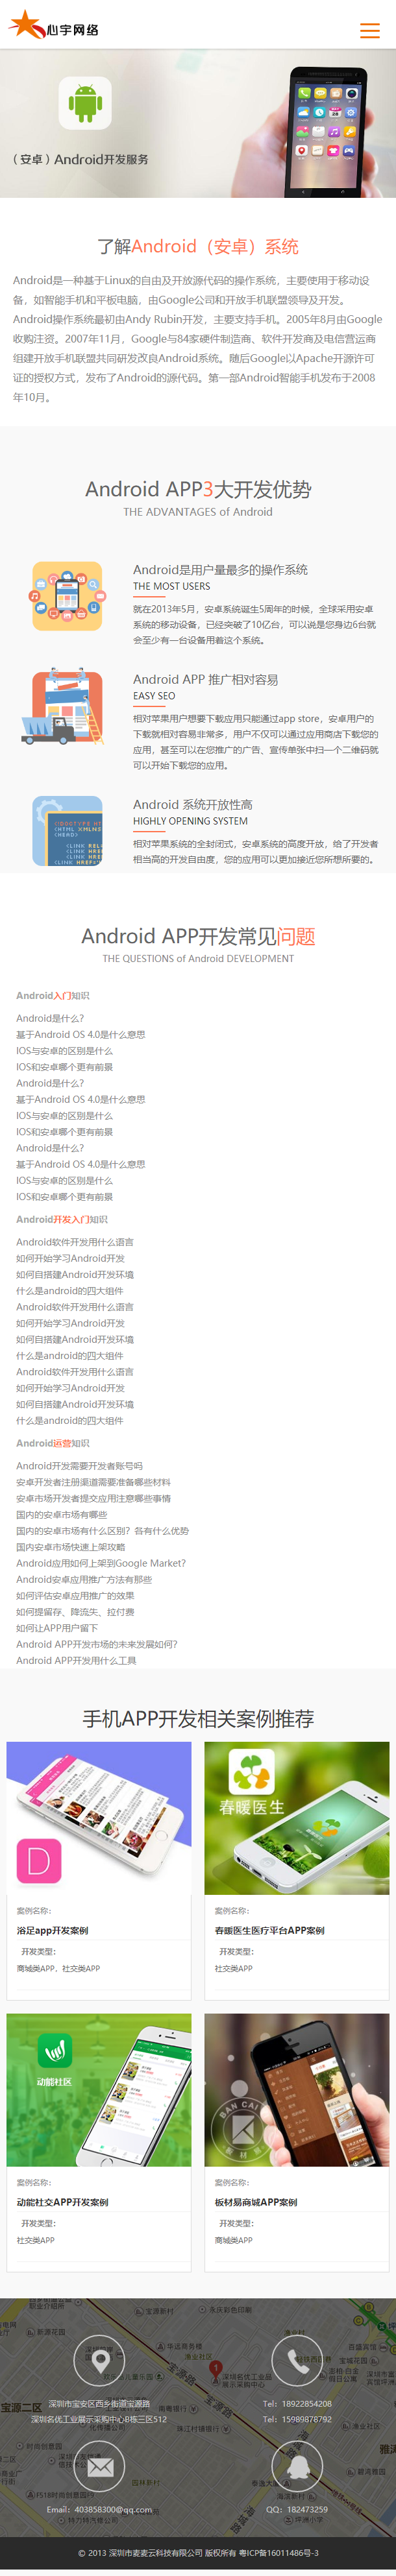 心宇网络
（安卓）Android开发服务
了解Android（安卓）系统
Android是一种基于Linux的自由及开放源代码的操作系统，主要使用于移动设
备，如智能手机和平板电脑，由Google公司和开放手机联盟领导及开发。
Android操作系统最初由Andy Rubin开发，主要支持手机。2005年8月由Google
收购注资。2007年11月，Google与84家硬件制造商、软件开发商及电信营运商
组建开放手机联盟共同研发改良Android系统。随后Google以Apache开源许可
证的授权方式，发布了Android的源代码。第一部Android智能手机发布于2008
年10月。
Android APP3大开发优势
THE ADVANTAGES of Android
Android是用户量最多的操作系统
THE MOST USERS
就在2013年5月，安卓系统诞生5周年的时候，全球采用安卓
系统的移动设备，已经突破了10亿台，可以说是您身边6台就
会至少有一台设备用着这个系统。
Android APP 推广相对容易
EASY SEO
相对苹果用户想要下载应用只能通过app store，安卓用户的
下载就相对容易非常多，用户不仅可以通过应用商店下载您的
应用，甚至可以在您推广的广告、宣传单张中扫一个二维码就
可以开始下载您的应用。
Android 系统开放性高
HIGHLY OPENING SYSTEM
相对苹果系统的全封闭式，安卓系统的高度开放，给了开发者
相当高的开发自由度，您的应用可以更加接近您所想所要的。
<!DOCTYPE HTM
<HTML XMLNS
<HERD>
<LINK REL
<LINK HREF
<LINK HREF
Android APP开发常见问题
THE QUESTIONS of Android DEVELOPMENT
Android入门知识
Android是什么?
基于Android OS 4.0是什么意思
IOS与安卓的区别是什么
IOS和安卓哪个更有前景
Android是什么?
基于Android OS 4.0是什么意思
IOS与安卓的区别是什么
IOS和安卓哪个更有前景
Android是什么?
基于Android OS 4.0是什么意思
IOS与安卓的区别是什么
IOS和安卓哪个更有前景
Android开发入门知识
Android软件开发用什么语言
如何开始学习Android开发
如何自搭建Android开发环境
什么是android的四大组件
Android软件开发用什么语言
如何开始学习Android开发
如何自搭建Android开发环境
什么是android的四大组件
Android软件开发用什么语言
如何开始学习Android开发
如何自搭建Android开发环境
什么是android的四大组件
Android运营知识
Android开发需要开发者账号吗
安卓开发者注册渠道需要准备哪些材料
安卓市场开发者提交应用注意哪些事情
国内的安卓市场有哪些
国内的安卓市场有什么区别？各有什么优势
国内安卓市场快速上架攻略
Android应用如何上架到Google Market?
Android安卓应用推广方法有那些
如何评估安卓应用推广的效果
如何提留存、降流失、拉付费
如何让APP用户留下
Android APP开发市场的未来发展如何?
Android APP开发用什么工具
手机APP开发相关案例推荐
D
案例名称：
浴足app开发案例
开发类型：
商城类APP、社交类APP
春暖医生
案例名称：
春暖医生医疗平台APP案例
开发类型：
社交类APP
动能社区
案例名称：
动能社交APP开发案例
开发类型：
社交类APP
BAN CAI
案例名称：
板材易商城APP案例
开发类型：
商城类APP
深圳市宝安区西乡街道宝源路
深圳名优工业展示采购中心B栋三区512
Tel：18922854208
Tel：15989878792
Email：403858300@qq.com
QQ：182473259
© 2013 深圳市麦麦云科技有限公司 版权所有 粤ICP备16011486号-3